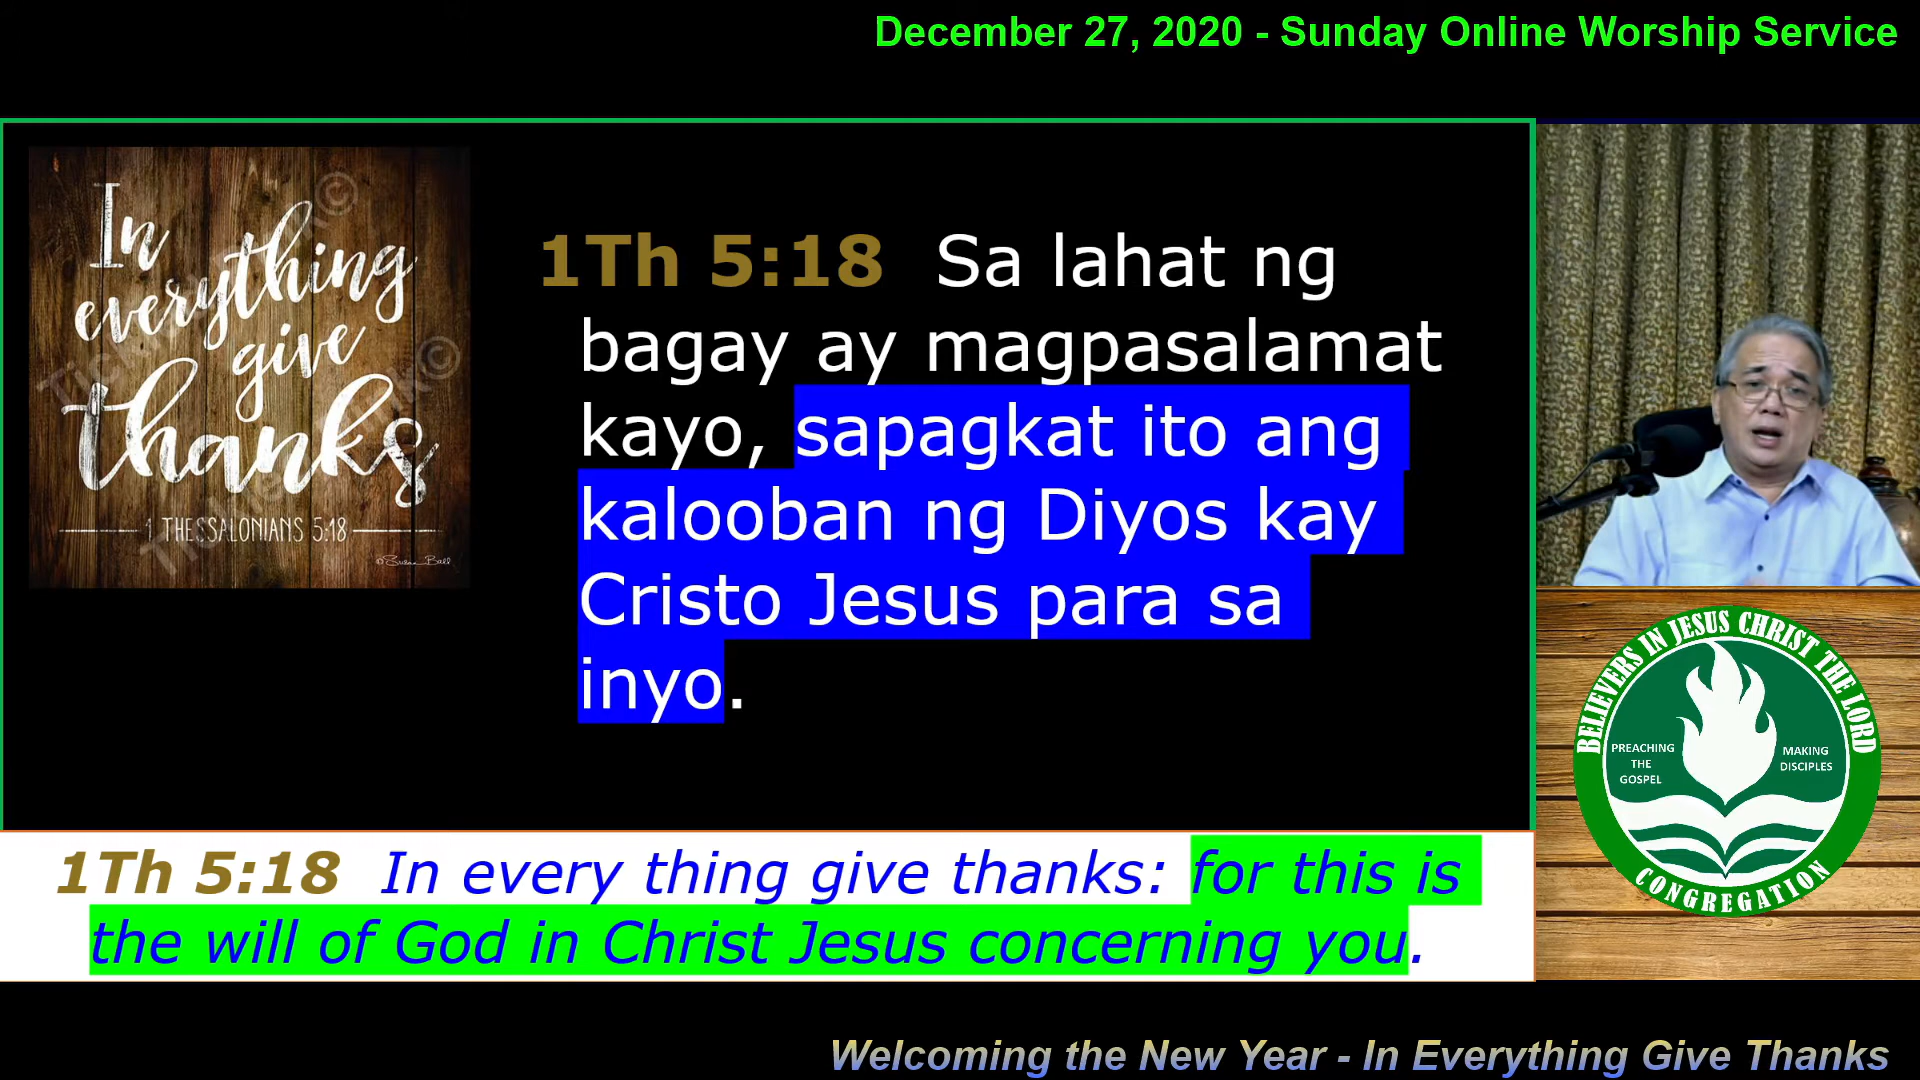 December 27, 2020 - Sunday Online Worship Service
In
everything
give
thanks
1 THESSALONIANS 5:18
1Th 5:18 Sa lahat ng
bagay ay magpasalamat
kayo, sapagkat ito ang
kalooban ng Diyos kay
Cristo Jesus para sa
inyo.
BELIEVERS IN JESUS CHRIST THE LORD
PREACHING
THE
GOSPEL
MAKING
DISCIPLES
CONGREGATION
1Th 5:18 In every thing give thanks: for this is
the will of God in Christ Jesus concerning you.
Welcoming the New Year - In Everything Give Thanks